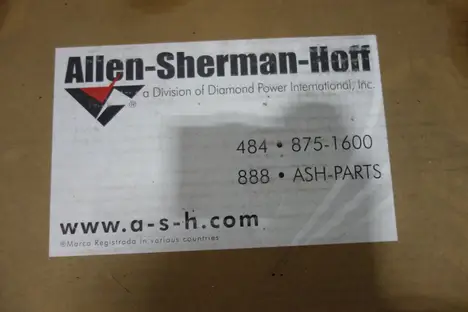 Allen-Sherman-Hoff
®
a Division of Diamond Power International, Inc.
484 • 875-1600
888 • ASH-PARTS
www.a-s-h.com
®Marca Registrada in various countries